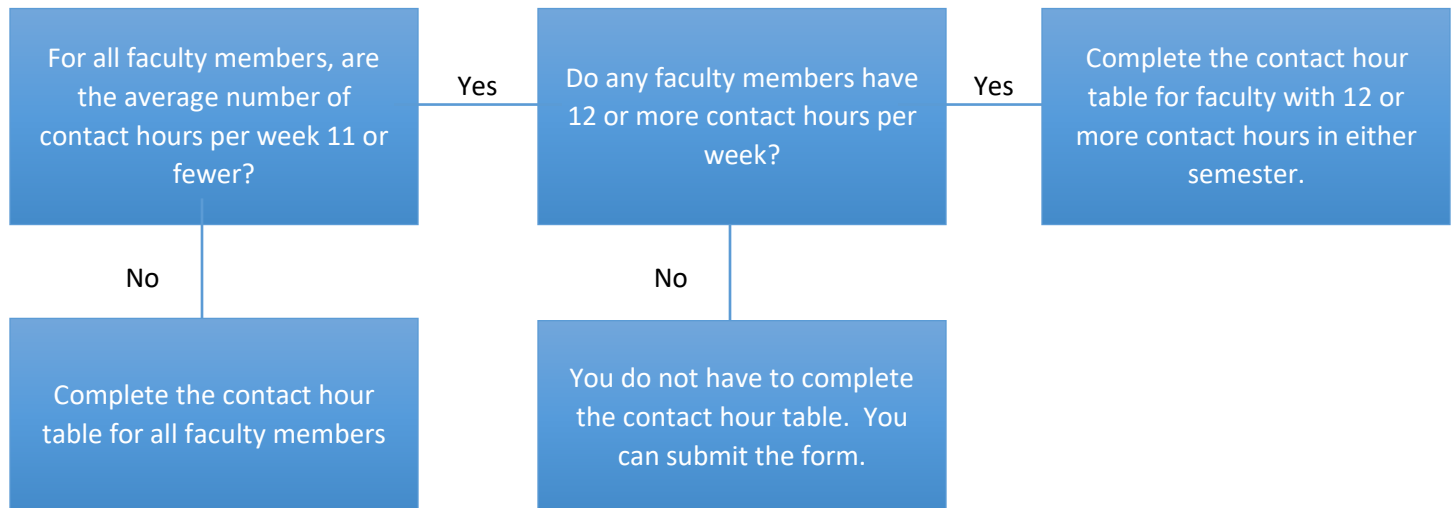 For all faculty members, are
the average number of
contact hours per week 11 or
fewer?
Yes
Do any faculty members have
12 or more contact hours per
week?
Yes
Complete the contact hour
table for faculty with 12 or
more contact hours in either
semester.
No
No
Complete the contact hour
table for all faculty members
You do not have to complete
the contact hour table.  You
can submit the form.